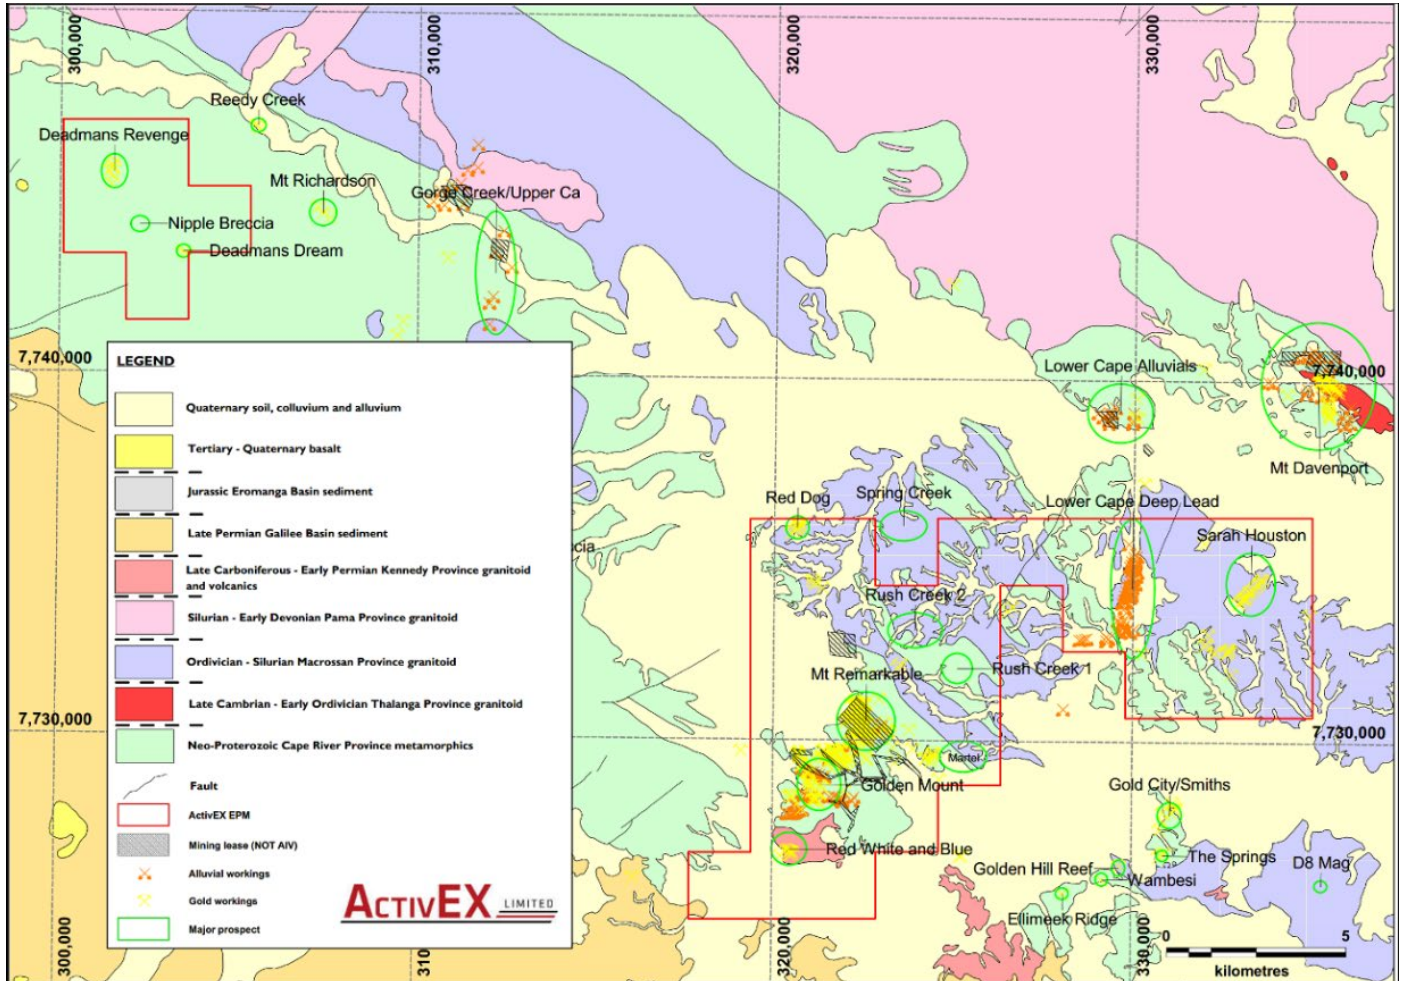 300,000
310,000
320,000
330,000
Reedy Creek
Deadmans Revenge
Mt Richardson
Gorge Creek/Upper Ca
Nipple Breccia
Deadmans Dream
7,740,000
Lower Cape Alluvials
7,740,000
Mt Davenport
LEGEND
Quaternary soil, colluvium and alluvium
Tertiary - Quaternary basalt
Jurassic Eromanga Basin sediment
Late Permian Galilee Basin sediment
Late Carboniferous - Early Permian Kennedy Province granitoid
and volcanics
Silurian - Early Devonian Pama Province granitoid
Ordivician - Silurian Macrossan Province granitoid
Late Cambrian - Early Ordivician Thalanga Province granitoid
Neo-Proterozoic Cape River Province metamorphics
Fault
ActivEX EPM
Mining lease (NOT AIV)
Alluvial workings
Gold workings
Major prospect
ACTIVEX LIMITED
Red Dog
Spring Creek
Lower Cape Deep Lead
Sarah Houston
cia
Rush Creek 2
Rush Creek 1
Mt Remarkable
7,730,000
7,730,000
Martel
Golden Mount
Gold City/Smiths
Red White and Blue
The Springs
D8 Mag
Golden Hill Reef
Wambesi
Ellimeek Ridge
300,000
310
320,000
330,000
0 5
kilometres